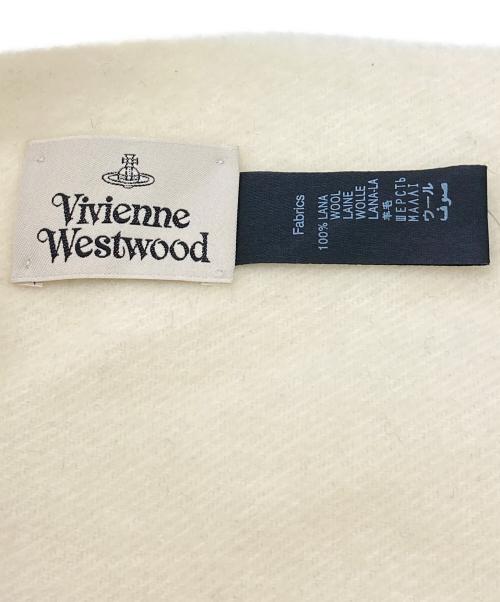 Vivienne
Westwood
Fabrics
100% LANA
WOOL
LAINE
WOLLE
LANA-LA
羊毛
ШЕРСТЬ
ΜΑΛΛΙ
ウール
صوف